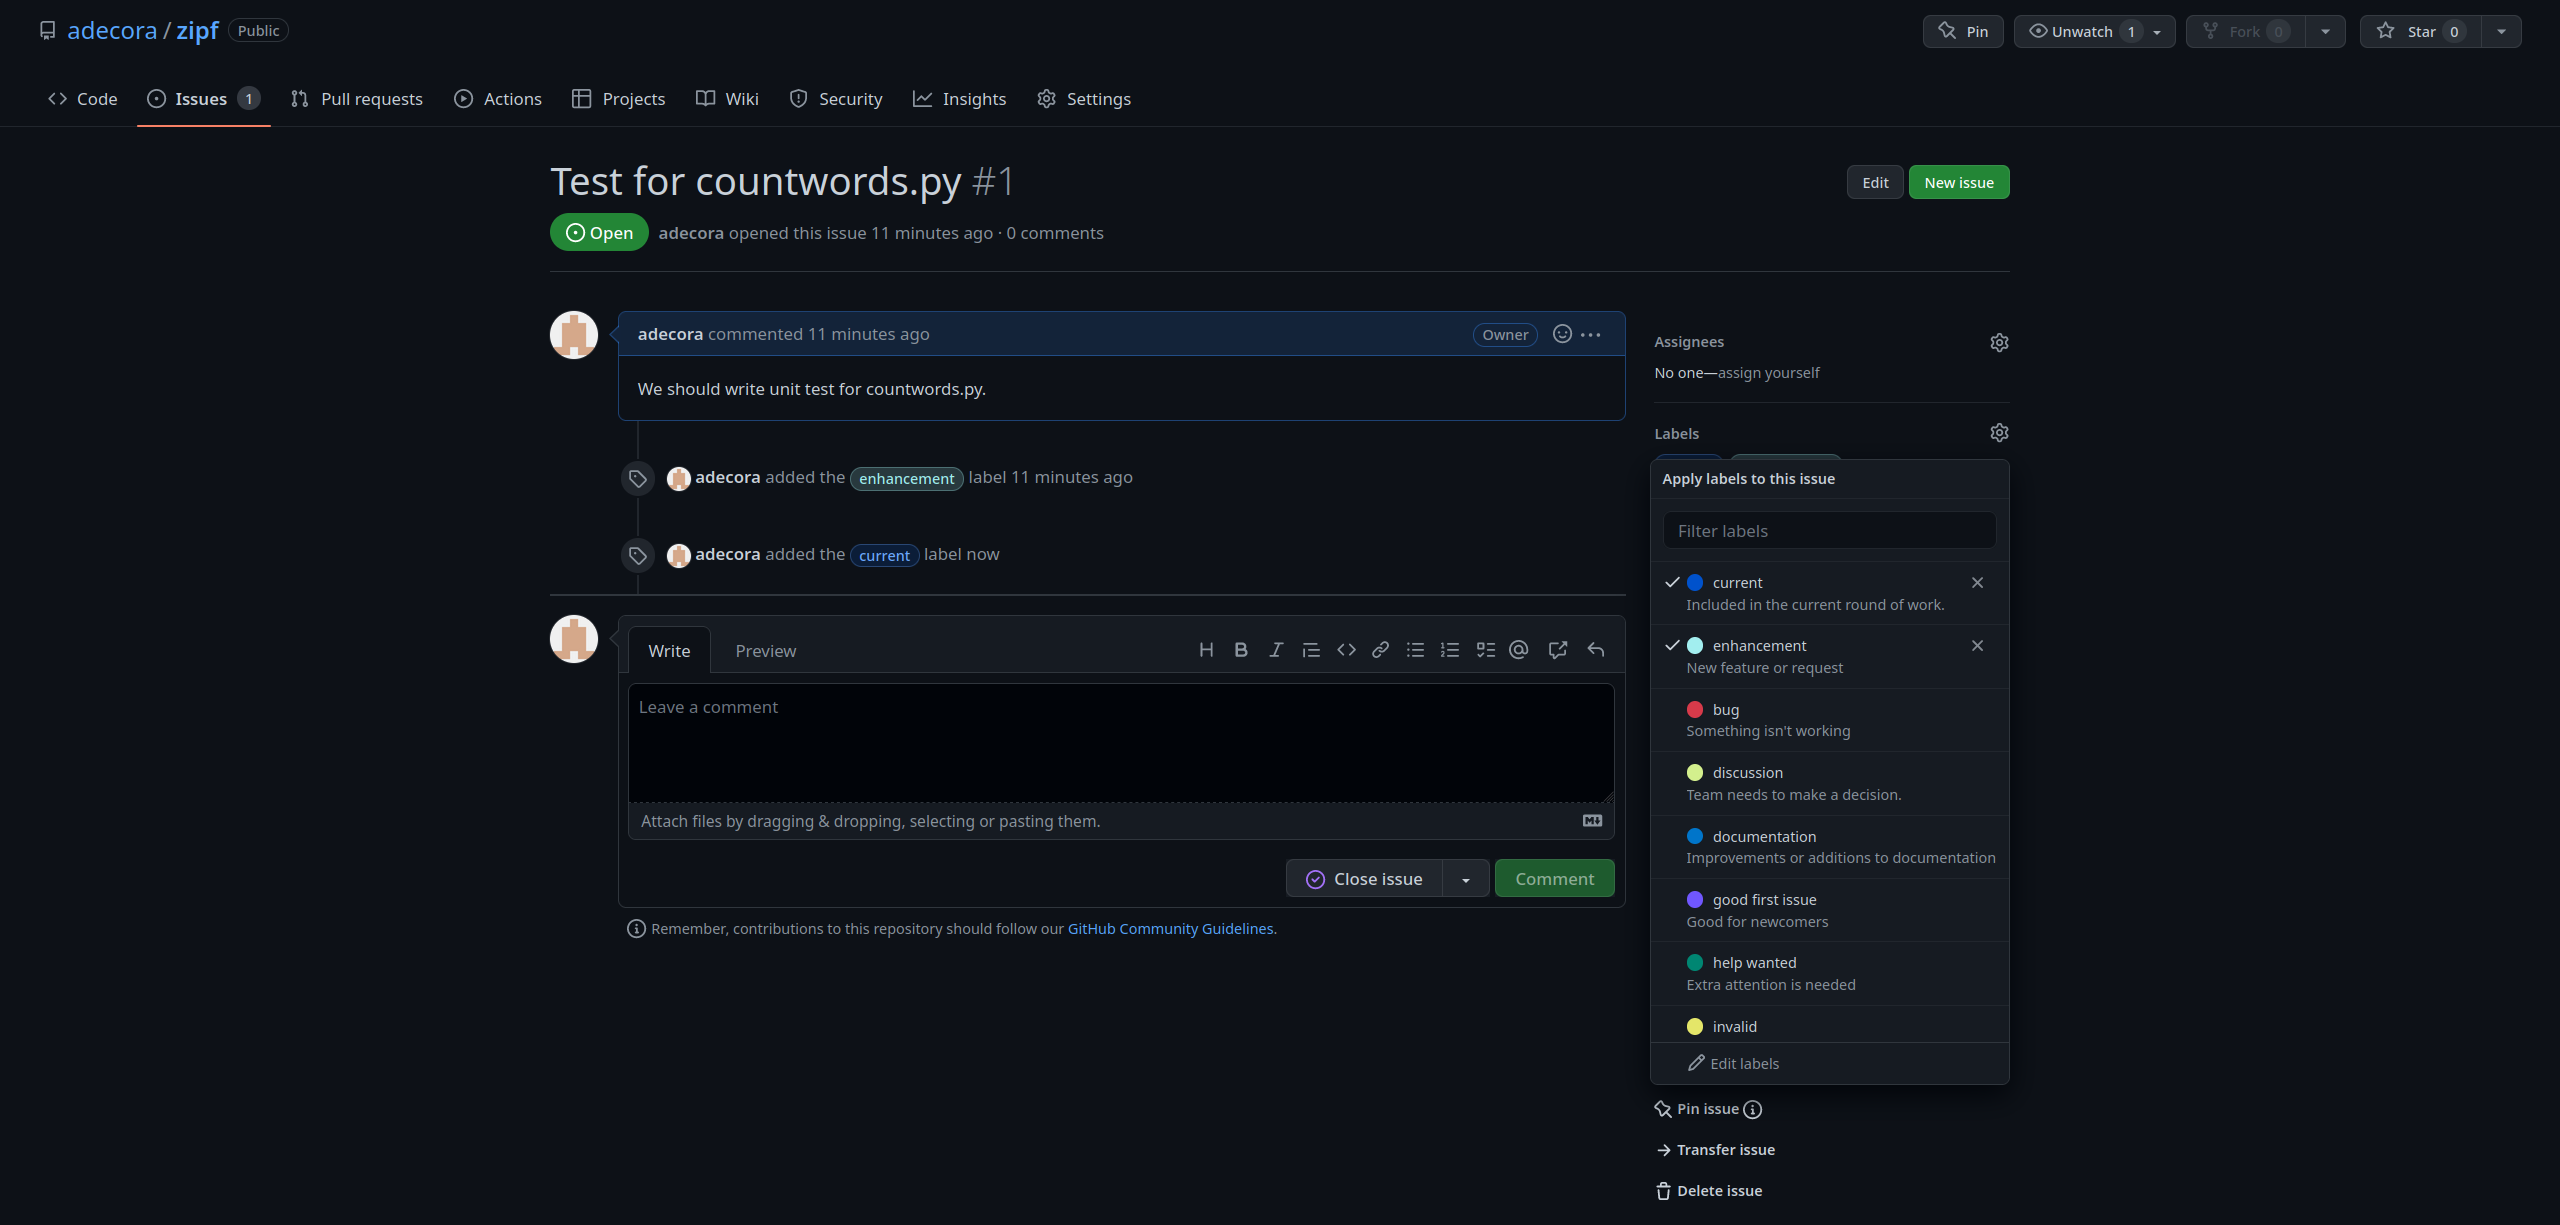 adecora / zipf Public
Pin
Unwatch 1
Fork 0
Star 0
Code
Issues 1
Pull requests
Actions
Projects
Wiki
Security
Insights
Settings
Test for countwords.py #1
Edit
New issue
Open
adecora opened this issue 11 minutes ago · 0 comments
adecora commented 11 minutes ago
Owner
We should write unit test for countwords.py.
adecora added the enhancement label 11 minutes ago
adecora added the current label now
Write
Preview
Leave a comment
Attach files by dragging & dropping, selecting or pasting them.
Close issue
Comment
Remember, contributions to this repository should follow our GitHub Community Guidelines.
Assignees
No one—assign yourself
Labels
Apply labels to this issue
Filter labels
current
Included in the current round of work.
enhancement
New feature or request
bug
Something isn't working
discussion
Team needs to make a decision.
documentation
Improvements or additions to documentation
good first issue
Good for newcomers
help wanted
Extra attention is needed
invalid
Edit labels
Pin issue
Transfer issue
Delete issue